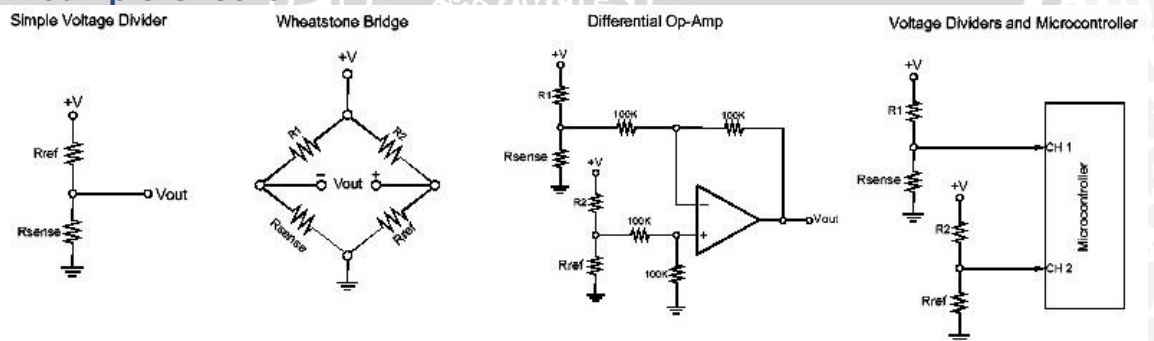 Simple Voltage Divider
+V
Rref
Vout
Rsense
Wheatstone Bridge
+V
R1
R2
− Vout +
Rsense
Rref
Differential Op-Amp
+V
R1
100K
100K
Rsense
+V
R2
100K
−
+
Vout
Rref
100K
Voltage Dividers and Microcontroller
+V
R1
CH 1
Rsense
+V
R2
Microcontroller
CH 2
Rref